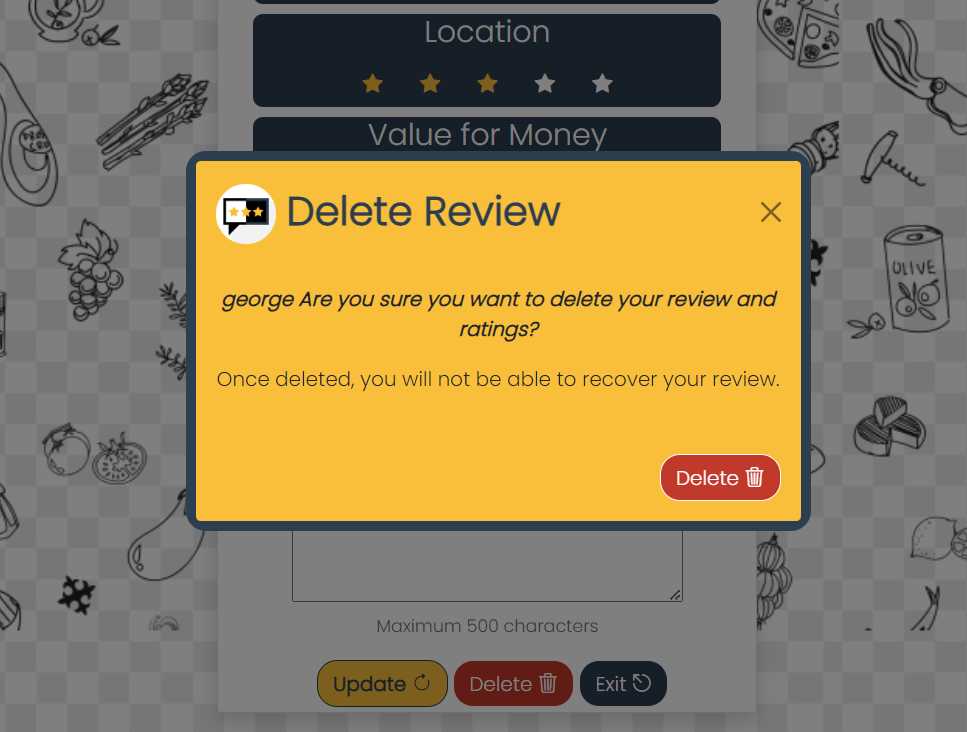 Location
Value for Money
Delete Review
george Are you sure you want to delete your review and
ratings?
Once deleted, you will not be able to recover your review.
Delete
OLIVE
Maximum 500 characters
Update
Delete
Exit